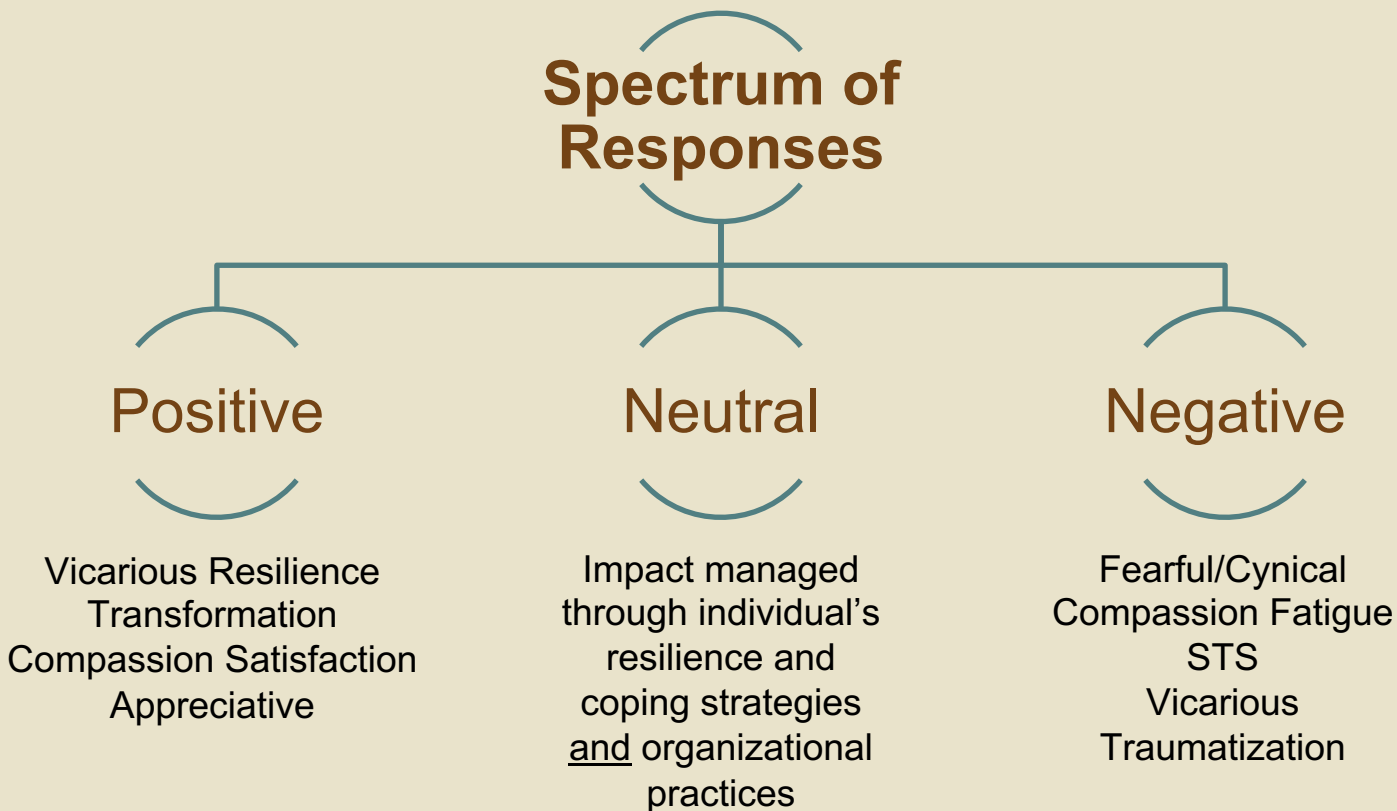 Spectrum of
Responses
Positive
Vicarious Resilience
Transformation
Compassion Satisfaction
Appreciative
Neutral
Impact managed
through individual’s
resilience and
coping strategies
and organizational
practices
Negative
Fearful/Cynical
Compassion Fatigue
STS
Vicarious
Traumatization